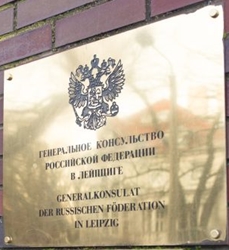 ГЕНЕРАЛЬНОЕ КОНСУЛЬСТВО
РОССИЙСКОЙ ФЕДЕРАЦИИ
В ЛЕЙПЦИГЕ
GENERALKONSULAT
DER RUSSISCHEN FÖDERATION
IN LEIPZIG